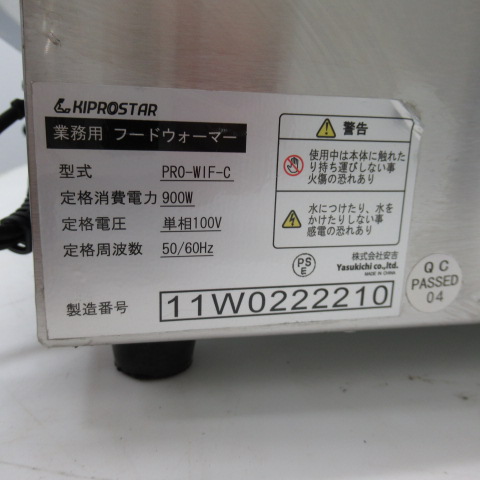 KIPROSTAR
業務用 フードウォーマー
型式 PRO-WIF-C
定格消費電力 900W
定格電圧 単相100V
定格周波数 50/60Hz
製造番号 11W0222210
警告
使用中は本体に触れた
り持ち運びしない事
火傷の恐れあり
水につけたり、水を
かけたりしない事
感電の恐れあり
PS
E
株式会社安吉
Yasukichi co.,ltd.
MADE IN CHINA
QC
PASSED
04